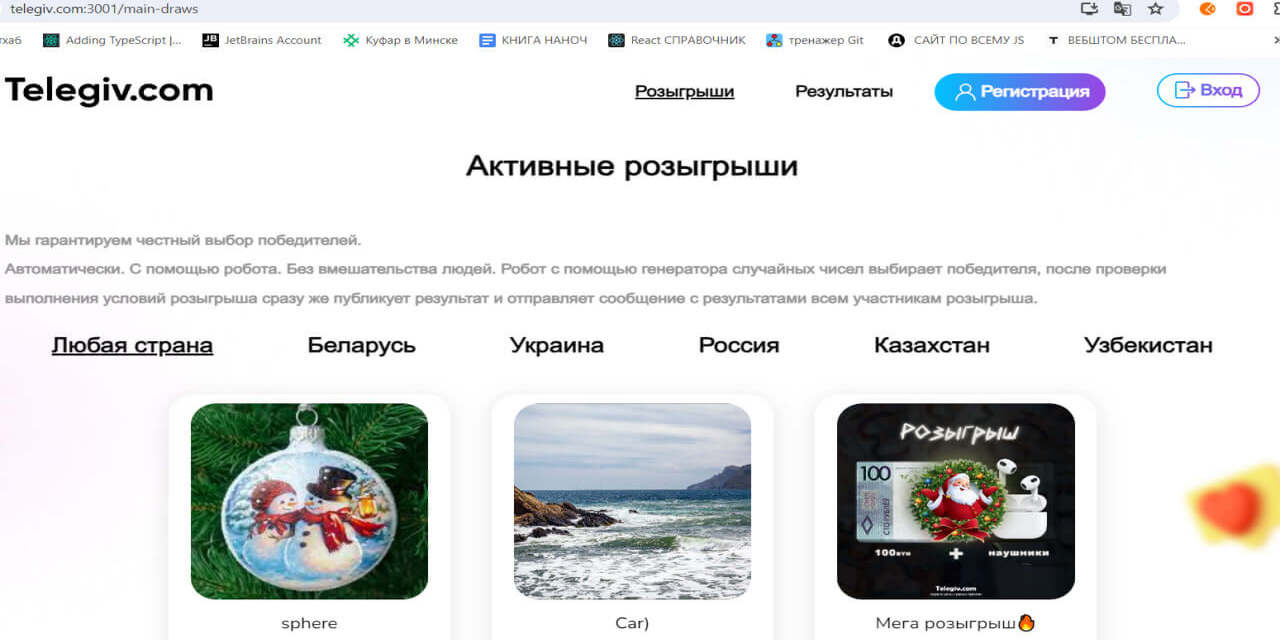 telegiv.com:3001/main-draws
тхаб
Adding TypeScript |...
JetBrains Account
Куфар в Минске
КНИГА НАНОЧ
React СПРАВОЧНИК
тренажер Git
САЙТ ПО ВСЕМУ JS
ВЕБШТОМ БЕСПЛА...
Telegiv.com
Розыгрыши
Результаты
Регистрация
Вход
Активные розыгрыши
Мы гарантируем честный выбор победителей.
Автоматически. С помощью робота. Без вмешательства людей. Робот с помощью генератора случайных чисел выбирает победителя, после проверки
выполнения условий розыгрыша сразу же публикует результат и отправляет сообщение с результатами всем участникам розыгрыша.
Любая страна
Беларусь
Украина
Россия
Казахстан
Узбекистан
РОЗЫГРЫШ
100
СТО РУБЛЁЎ
100BYN + наушники
Telegiv.com
sphere
Car)
Мега розыгрыш🔥